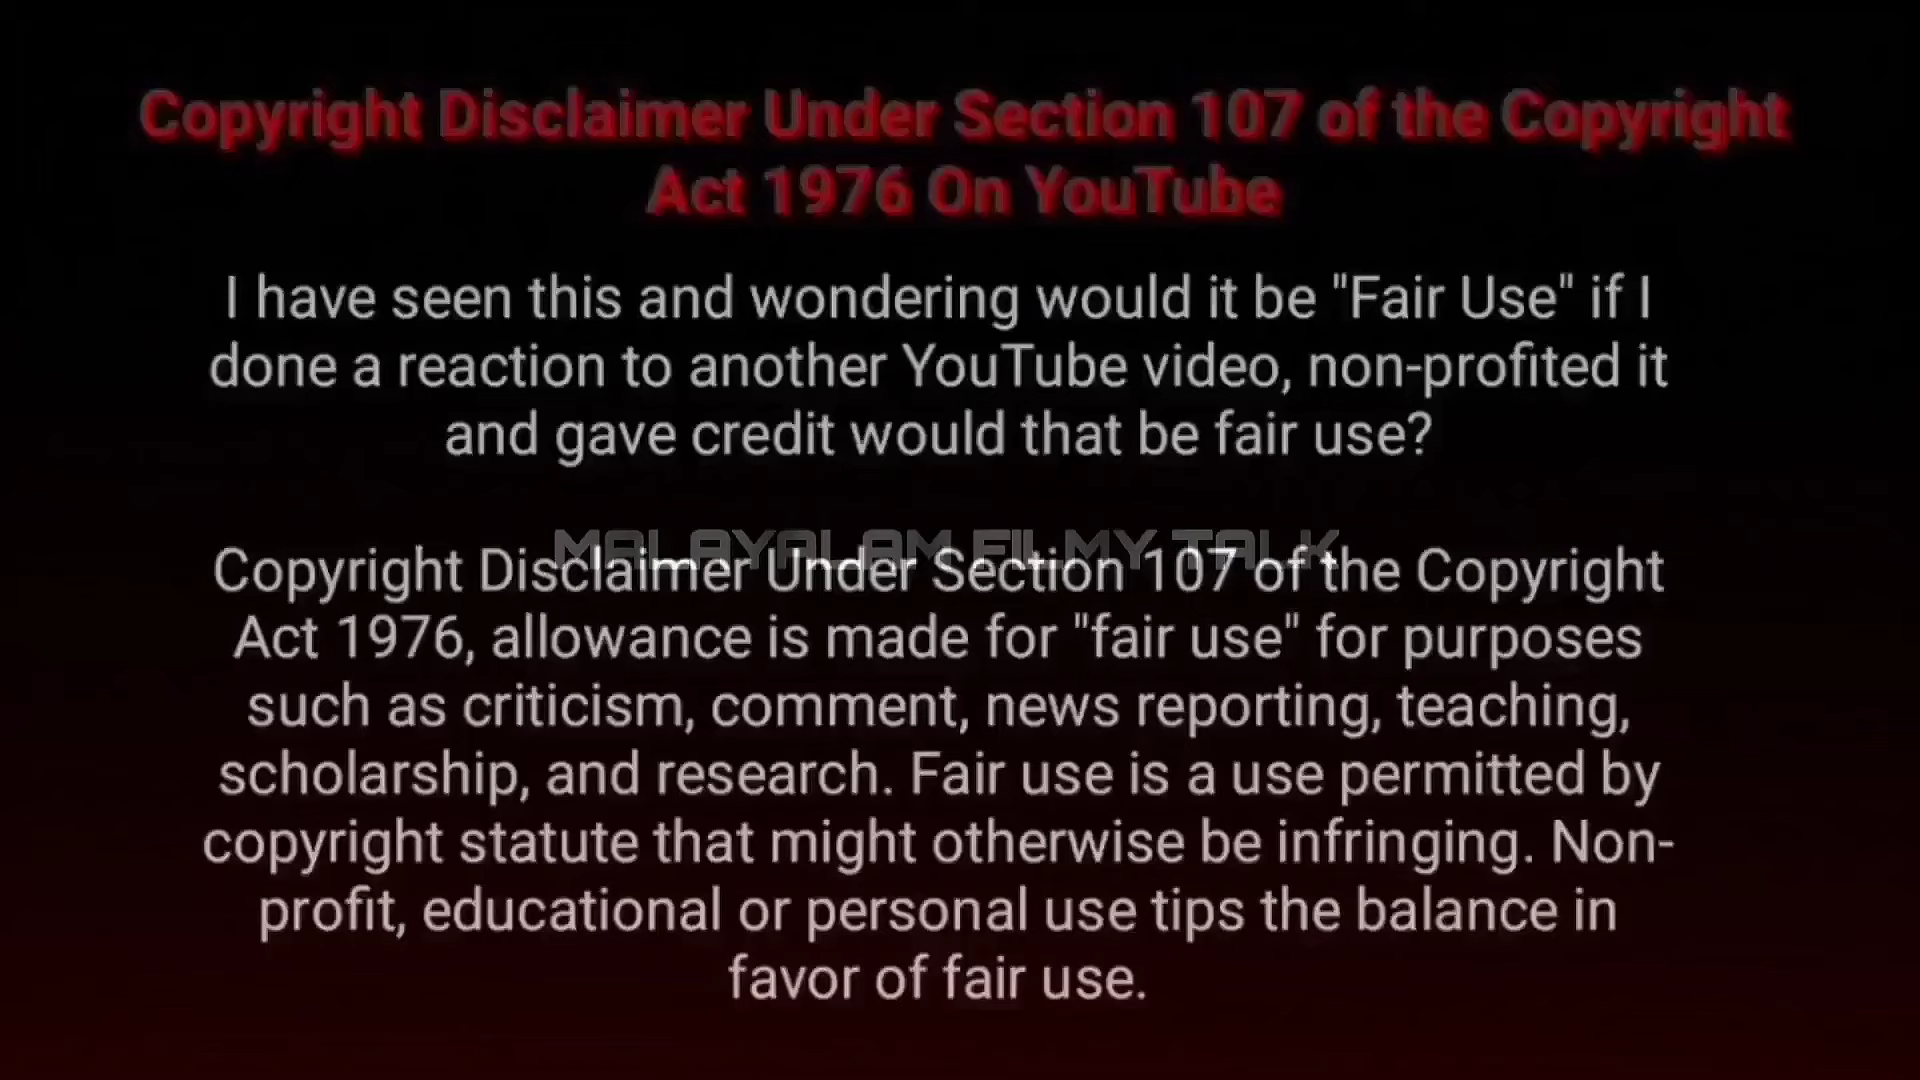 Copyright Disclaimer Under Section 107 of the Copyright
Act 1976 On YouTube
I have seen this and wondering would it be "Fair Use" if I
done a reaction to another YouTube video, non-profited it
and gave credit would that be fair use?
MALAYALAM FILMY TALK
Copyright Disclaimer Under Section 107 of the Copyright
Act 1976, allowance is made for "fair use" for purposes
such as criticism, comment, news reporting, teaching,
scholarship, and research. Fair use is a use permitted by
copyright statute that might otherwise be infringing. Non-
profit, educational or personal use tips the balance in
favor of fair use.